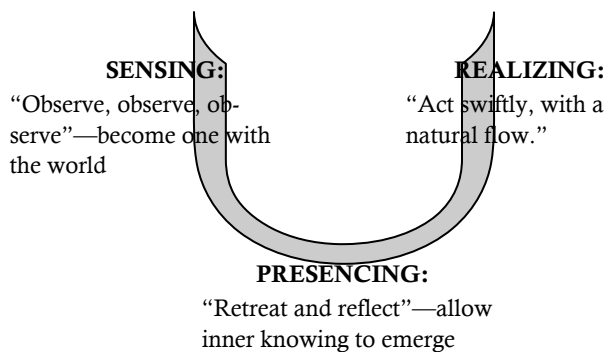 SENSING:
“Observe, observe, ob-
serve”—become one with
the world
REALIZING:
“Act swiftly, with a
natural flow.”
PRESENCING:
“Retreat and reflect”—allow
inner knowing to emerge